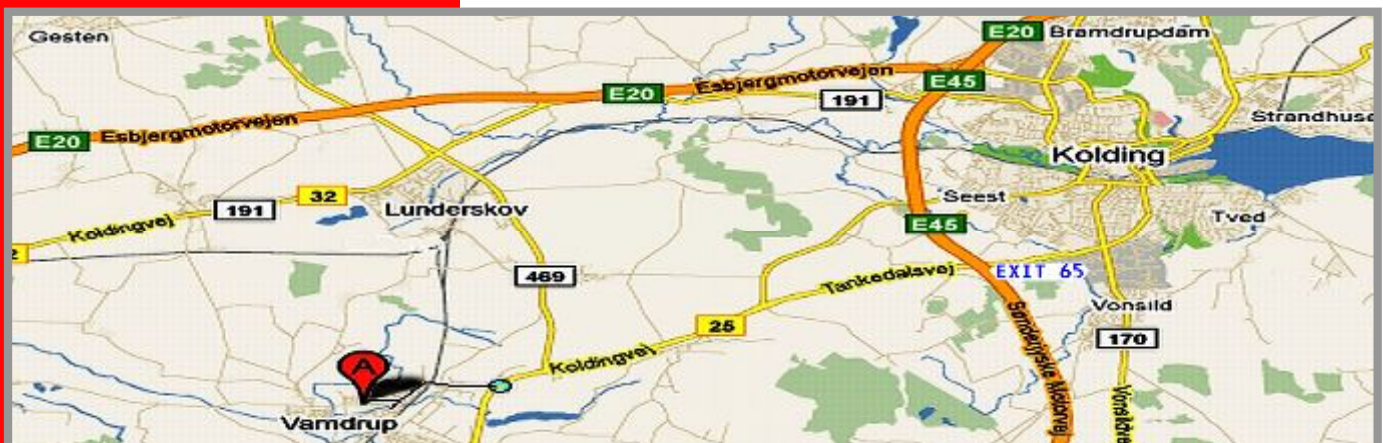 Gesten
E20
Bramdrupdam
E20
Esbjergmotorvejen
E45
191
Strandhuse
E20
Esbjergmotorvejen
Kolding
191
32
Lunderskov
Seest
Koldingvej
E45
Tved
469
Tankedalsvej
EXIT 65
Vonsild
25
Sønderjyske Motorvej
170
Koldingvej
A
Vamdrup